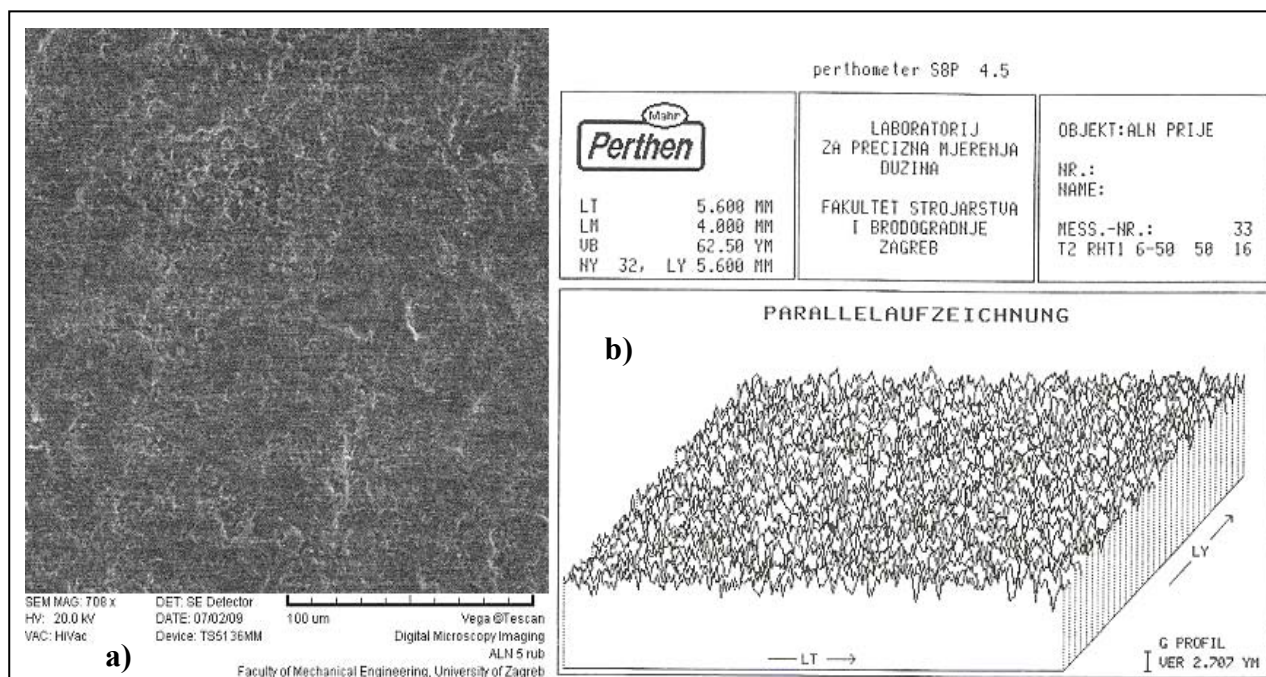 SEM MAG: 708 x DET: SE Detector
HV: 20.0 kV DATE: 07/02/09 100 um Vega ©Tescan
VAC: HiVac Device: TS5136MM Digital Microscopy Imaging
ALN 5 rub
Faculty of Mechanical Engineering, University of Zagreb
a)
perthometer S8P 4.5
Mahr
Perthen
LT 5.600 MM
LM 4.000 MM
VB 62.50 YM
NY 32, LY 5.600 MM
LABORATORIJ
ZA PRECIZNA MJERENJA
DUZINA
FAKULTET STROJARSTVA
I BRODOGRADNJE
ZAGREB
OBJEKT:ALN PRIJE
NR.:
NAME:
MESS.-NR.: 33
T2 RHT1 6-50 50 16
PARALLELAUFZEICHNUNG
b)
LY
LT
G PROFIL
VER 2.707 YM